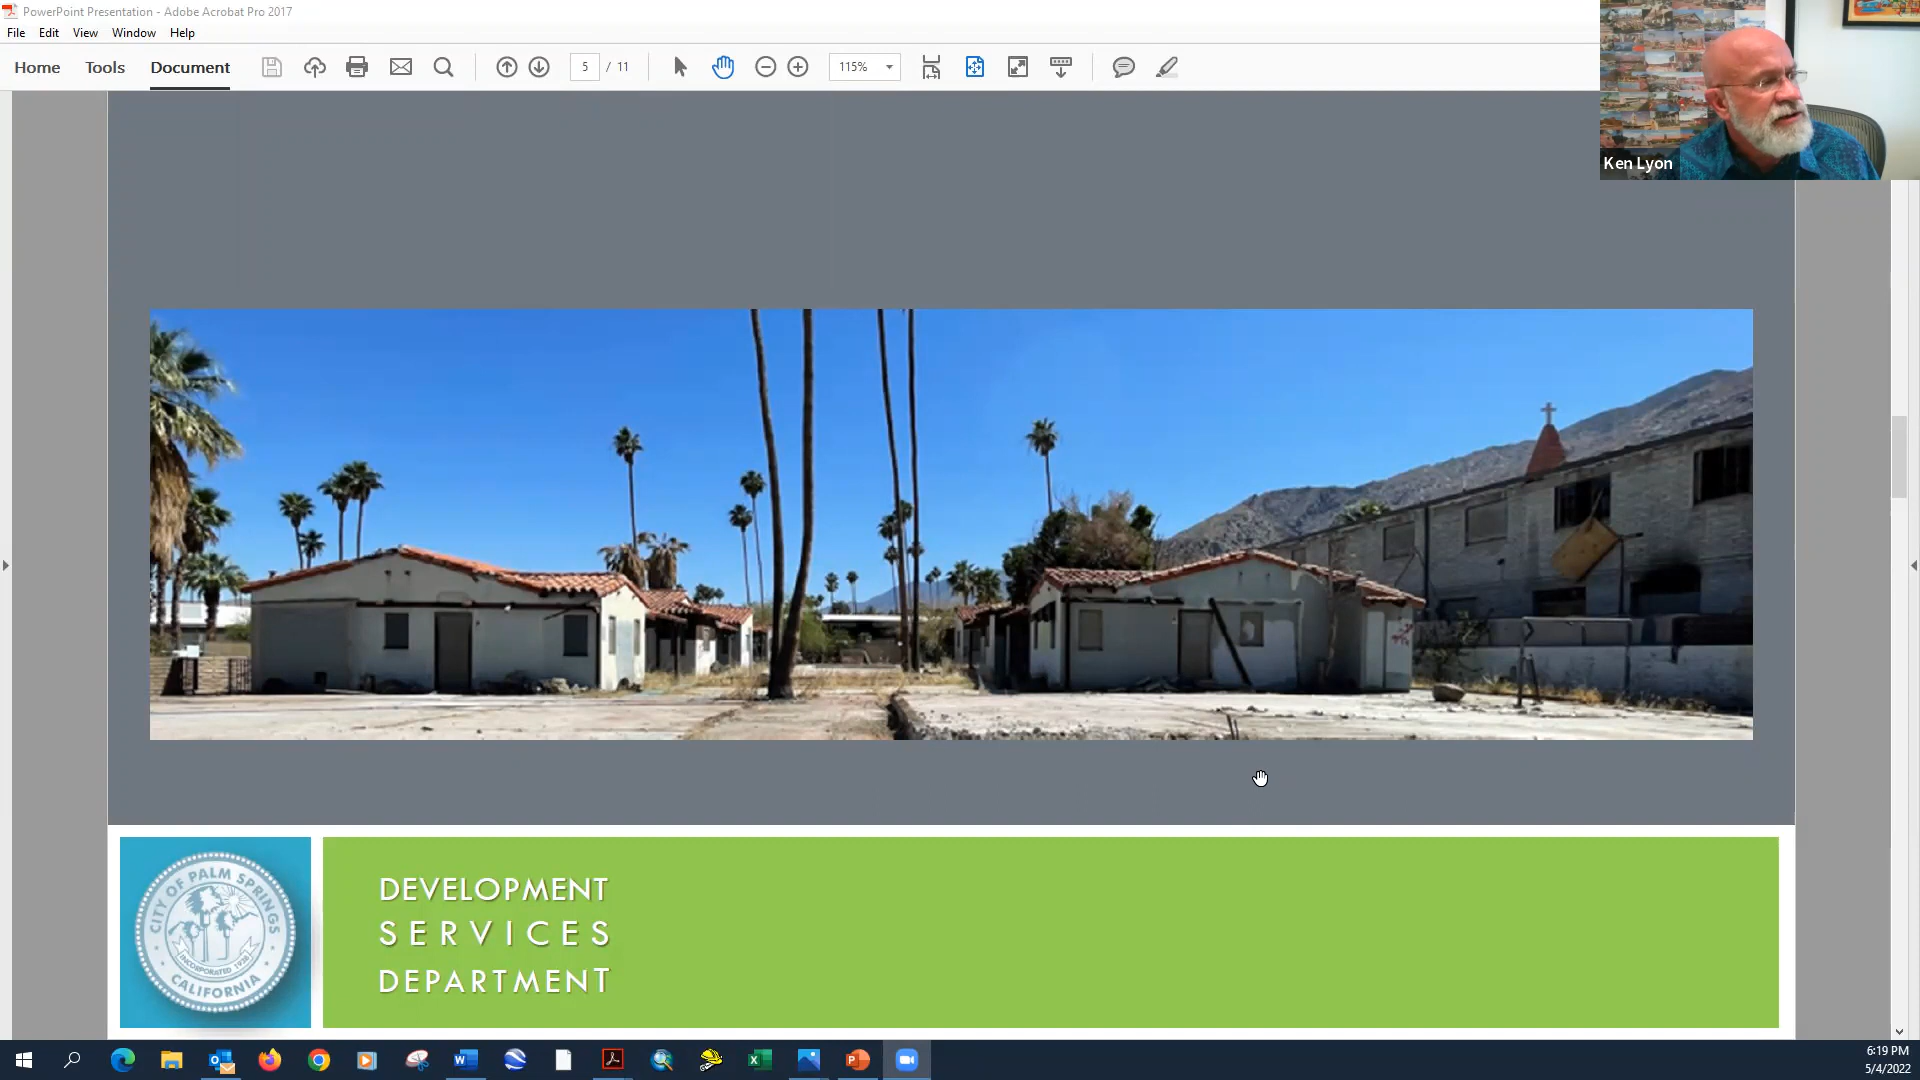 PowerPoint Presentation - Adobe Acrobat Pro 2017
File Edit View Window Help
Home Tools Document 5 / 11 115%
Ken Lyon
CITY OF PALM SPRINGS
INCORPORATED 1938
CALIFORNIA
DEVELOPMENT
SERVICES
DEPARTMENT
6:19 PM
5/4/2022